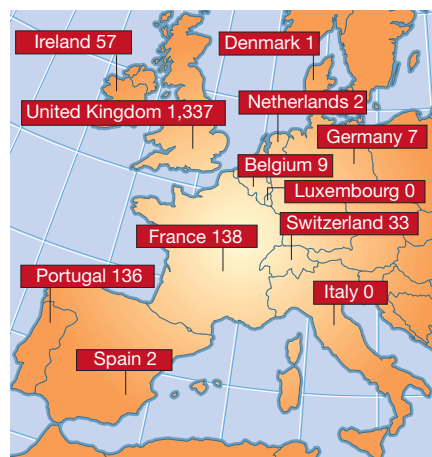 Ireland 57
Denmark 1
Netherlands 2
United Kingdom 1,337
Germany 7
Belgium 9
Luxembourg 0
Switzerland 33
France 138
Portugal 136
Italy 0
Spain 2